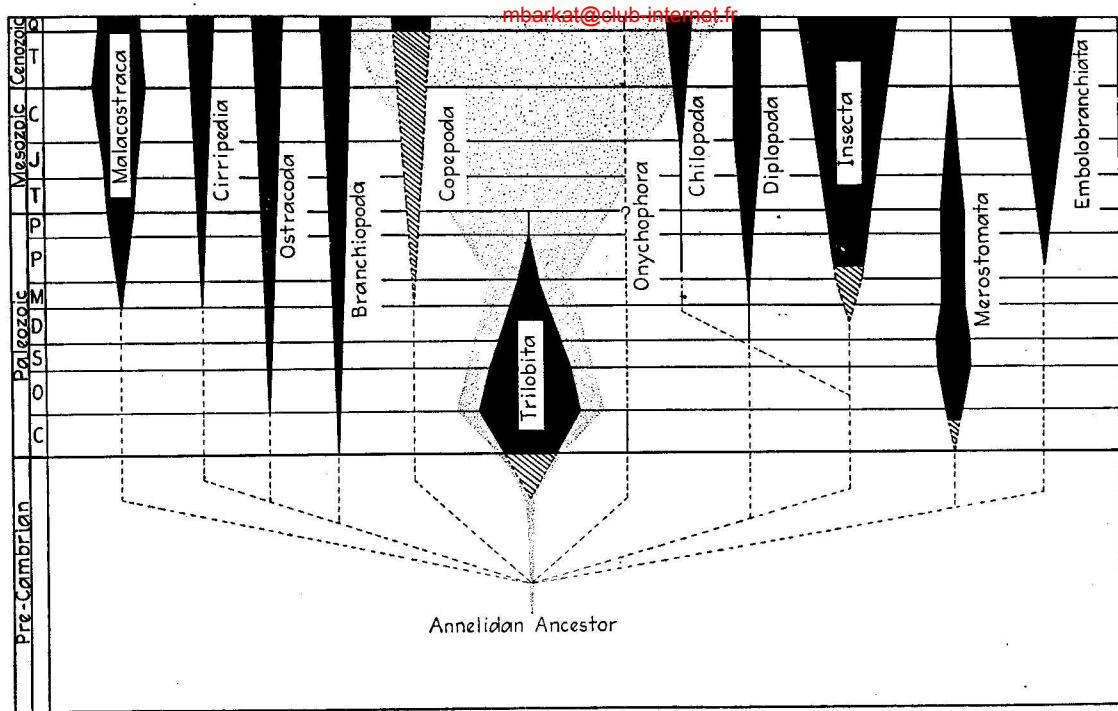 mbarkat@club-internet.fr
Cenozoic
Mesozoic
Paleozoic
Pre-Cambrian
Q
T
C
J
T
P
P
M
D
S
O
C
Malacostraca
Cirripedia
Ostracoda
Branchiopoda
Copepoda
Trilobita
Onychophora
Chilopoda
Diplopoda
Insecta
Merostomata
Embolobranchiata
Annelidan Ancestor